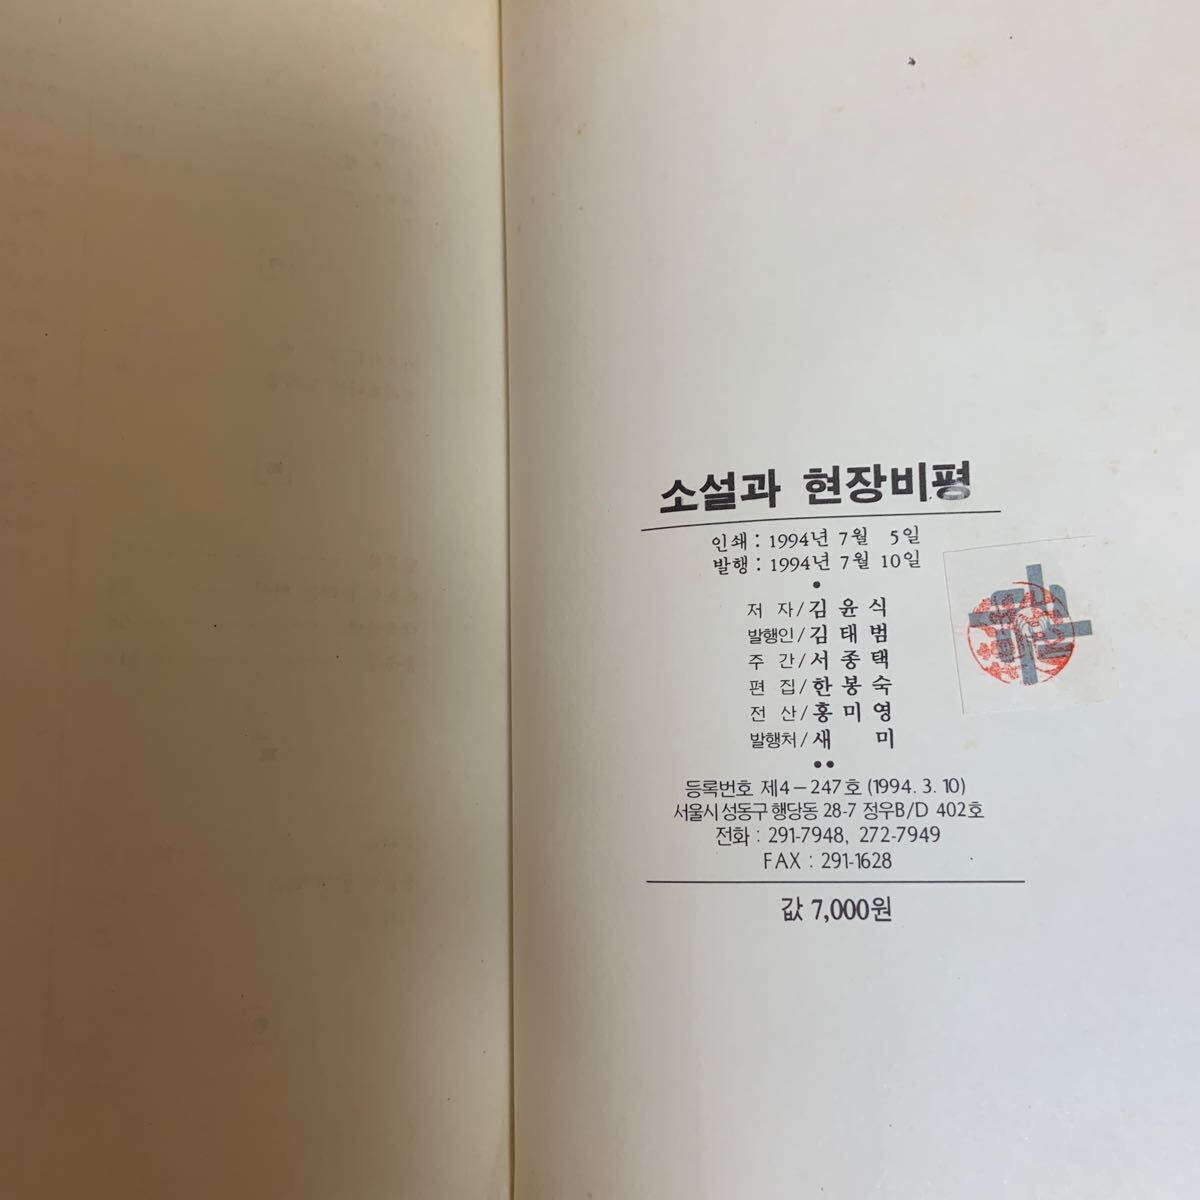 소설과 현장비평
인쇄 : 1994년 7월 5일
발행 : 1994년 7월 10일
저 자/김 윤 식
발행인/김 태 범
주 간/서 종 택
편 집/한 봉 숙
전 산/홍 미 영
발행처/새 미
등록번호 제4-247호 (1994. 3. 10)
서울시 성동구 행당동 28-7 정우B/D 402호
전화 : 291-7948, 272-7949
FAX : 291-1628
값 7,000원